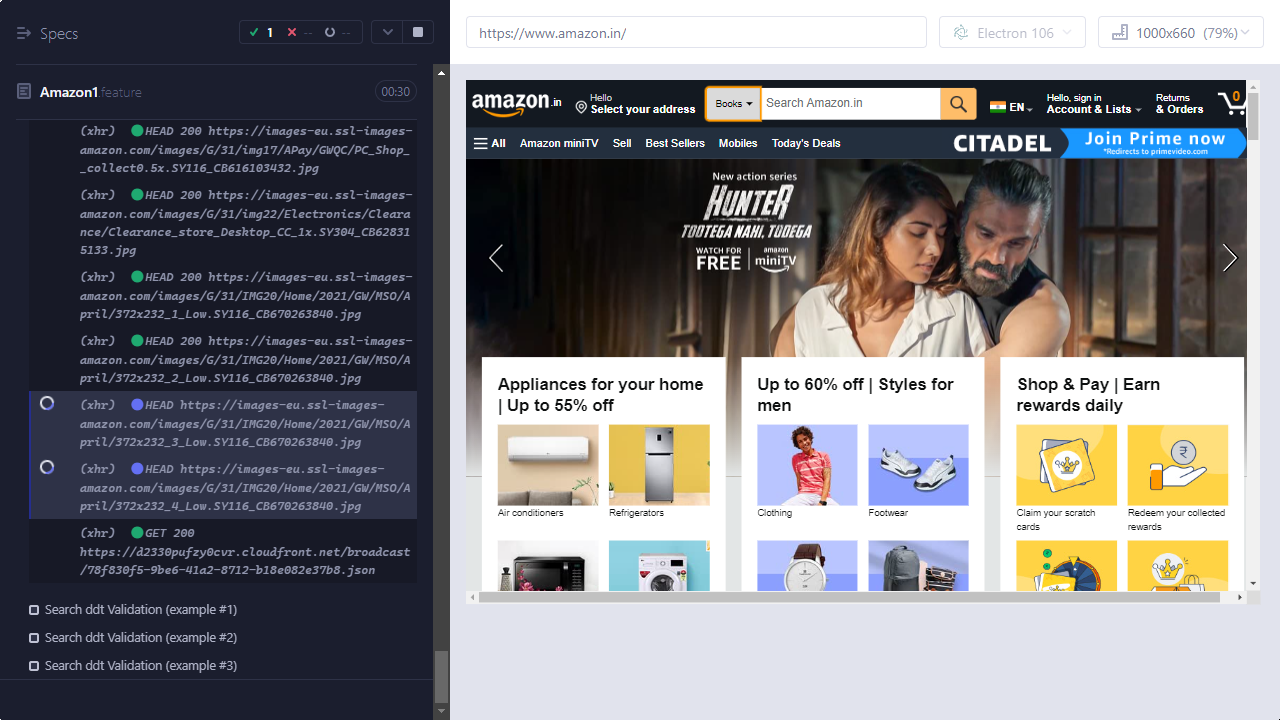 Specs
1
--
--
Amazon1.feature
00:30
(xhr) HEAD 200 https://images-eu.ssl-images-
amazon.com/images/G/31/img17/APay/GWQC/PC_Shop_
_collect0.5x.SY116_CB616103432.jpg
(xhr) HEAD 200 https://images-eu.ssl-images-
amazon.com/images/G/31/img22/Electronics/Cleara
nce/Clearance_store_Desktop_CC_1x.SY304_CB62831
5133.jpg
(xhr) HEAD 200 https://images-eu.ssl-images-
amazon.com/images/G/31/IMG20/Home/2021/GW/MSO/A
pril/372x232_1_Low.SY116_CB670263840.jpg
(xhr) HEAD 200 https://images-eu.ssl-images-
amazon.com/images/G/31/IMG20/Home/2021/GW/MSO/A
pril/372x232_2_Low.SY116_CB670263840.jpg
(xhr) HEAD https://images-eu.ssl-images-
amazon.com/images/G/31/IMG20/Home/2021/GW/MSO/A
pril/372x232_3_Low.SY116_CB670263840.jpg
(xhr) HEAD https://images-eu.ssl-images-
amazon.com/images/G/31/IMG20/Home/2021/GW/MSO/A
pril/372x232_4_Low.SY116_CB670263840.jpg
(xhr) GET 200
https://d2330pufzy0cvr.cloudfront.net/broadcast
/78f830f5-9be6-41a2-8712-b18e082e37b8.json
Search ddt Validation (example #1)
Search ddt Validation (example #2)
Search ddt Validation (example #3)
https://www.amazon.in/
Electron 106
1000x660 (79%)
amazon.in
Hello
Select your address
Books
Search Amazon.in
EN
Hello, sign in
Account & Lists
Returns
& Orders
0
All
Amazon miniTV
Sell
Best Sellers
Mobiles
Today's Deals
CITADEL
Join Prime now
*Redirects to primevideo.com
New action series
HUNTER
TOOTEGA NAHI, TODEGA
WATCH FOR
FREE
amazon
miniTV
Appliances for your home
| Up to 55% off
Air conditioners
Refrigerators
Up to 60% off | Styles for
men
Clothing
Footwear
Shop & Pay | Earn
rewards daily
Claim your scratch
cards
Redeem your collected
rewards